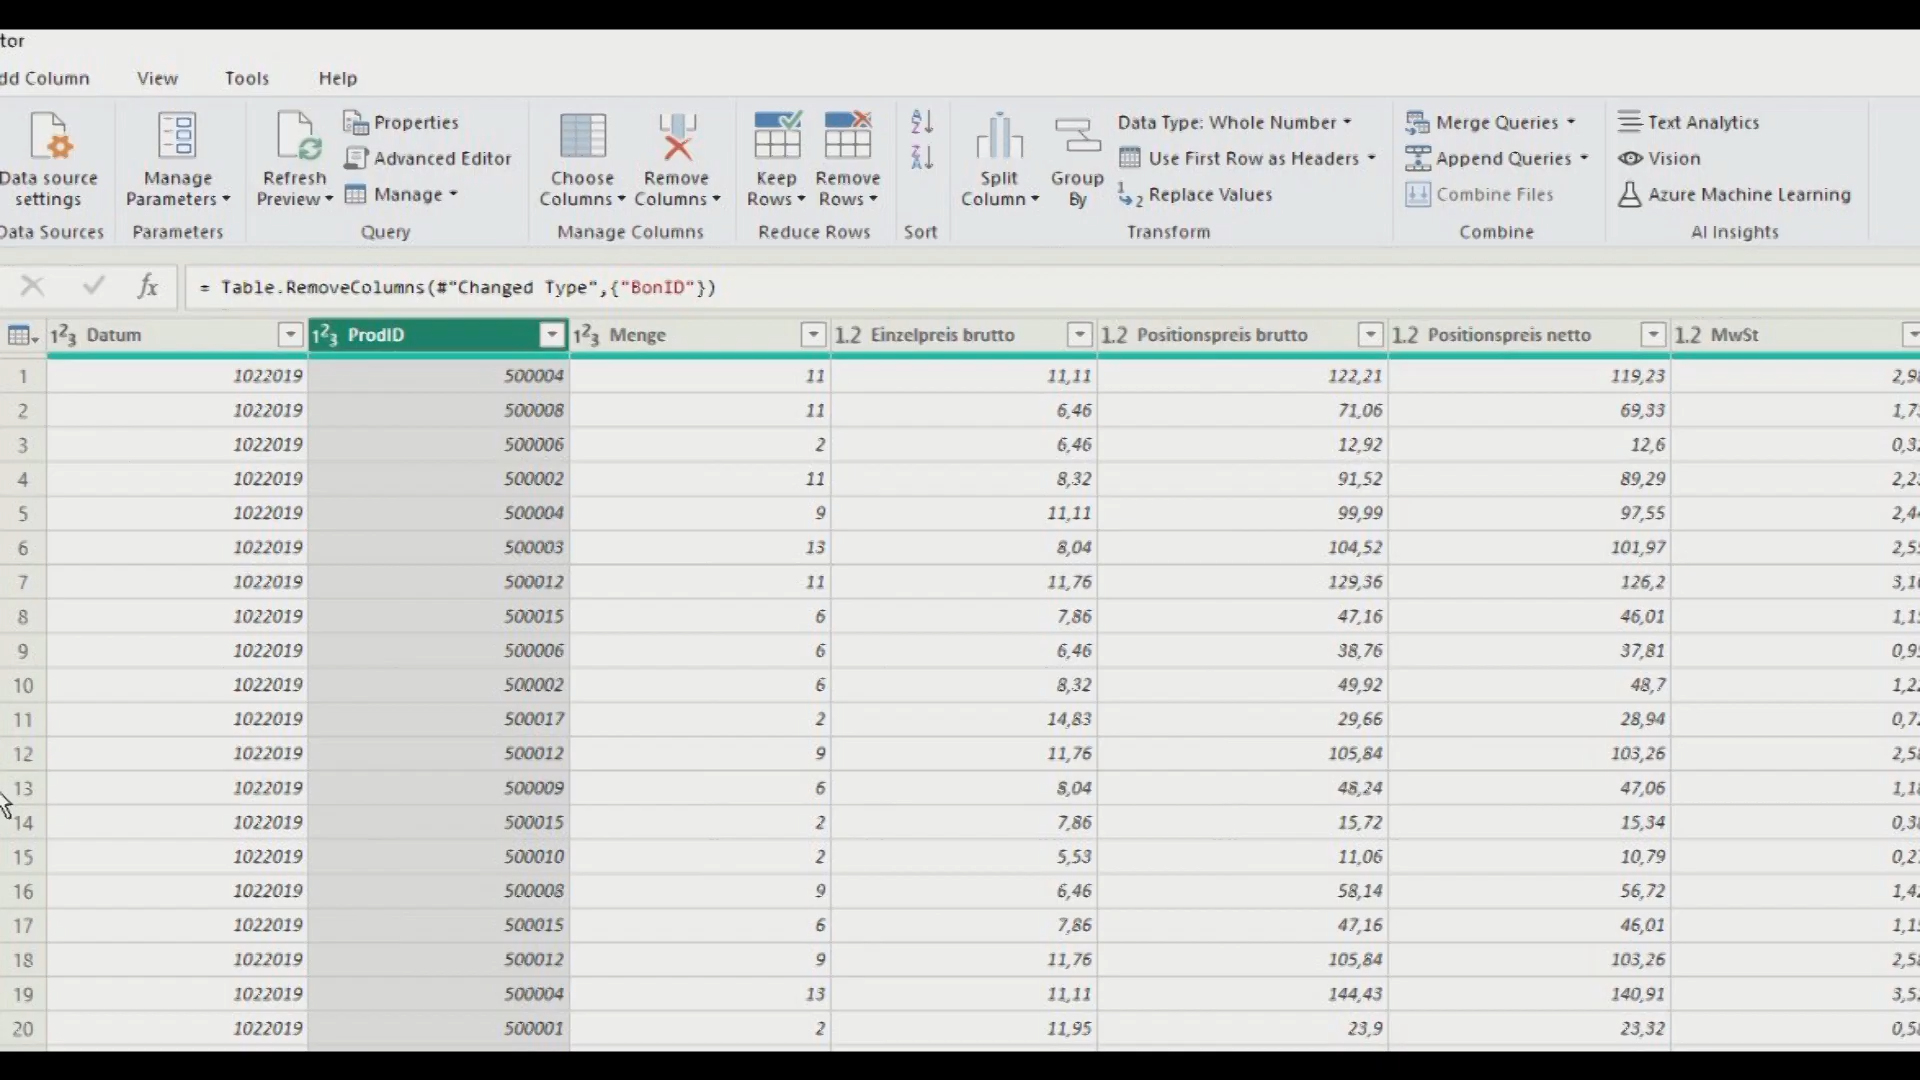 tor
dd Column View Tools Help
Data source settings
Manage Parameters
Refresh Preview
Properties
Advanced Editor
Manage
Choose Columns
Remove Columns
Keep Rows
Remove Rows
Split Column
Group By
Data Type: Whole Number
Use First Row as Headers
Replace Values
Merge Queries
Append Queries
Combine Files
Text Analytics
Vision
Azure Machine Learning
Data Sources Parameters Query Manage Columns Reduce Rows Sort Transform Combine AI Insights
fx = Table.RemoveColumns(#"Changed Type",{"BonID"})
123 Datum 123 ProdID 123 Menge 1.2 Einzelpreis brutto 1.2 Positionspreis brutto 1.2 Positionspreis netto 1.2 MwSt
1 1022019 500004 11 11,11 122,21 119,23
2 1022019 500008 11 6,46 71,06 69,33
3 1022019 500006 2 6,46 12,92 12,6
4 1022019 500002 11 8,32 91,52 89,29
5 1022019 500004 9 11,11 99,99 97,55
6 1022019 500003 13 8,04 104,52 101,97
7 1022019 500012 11 11,76 129,36 126,2
8 1022019 500015 6 7,86 47,16 46,01
9 1022019 500006 6 6,46 38,76 37,81
10 1022019 500002 6 8,32 49,92 48,7
11 1022019 500017 2 14,83 29,66 28,94
12 1022019 500012 9 11,76 105,84 103,26
13 1022019 500009 6 8,04 48,24 47,06
14 1022019 500015 2 7,86 15,72 15,34
15 1022019 500010 2 5,53 11,06 10,79
16 1022019 500008 9 6,46 58,14 56,72
17 1022019 500015 6 7,86 47,16 46,01
18 1022019 500012 9 11,76 105,84 103,26
19 1022019 500004 13 11,11 144,43 140,91
20 1022019 500001 2 11,95 23,9 23,32